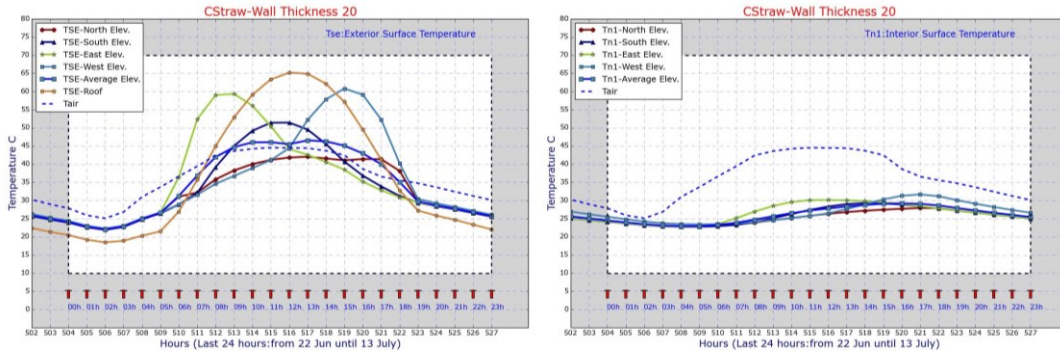 CStraw-Wall Thickness 20
TSE-North Elev.
TSE-South Elev.
TSE-East Elev.
TSE-West Elev.
TSE-Average Elev.
TSE-Roof
Tair
Tse:Exterior Surface Temperature
Temperature C
80
75
70
65
60
55
50
45
40
35
30
25
20
15
10
5
0
00h 01h 02h 03h 04h 05h 06h 07h 08h 09h 10h 11h 12h 13h 14h 15h 16h 17h 18h 19h 20h 21h 22h 23h
502 503 504 505 506 507 508 509 510 511 512 513 514 515 516 517 518 519 520 521 522 523 524 525 526 527
Hours (Last 24 hours:from 22 Jun until 13 July)
CStraw-Wall Thickness 20
Tn1-North Elev.
Tn1-South Elev.
Tn1-East Elev.
Tn1-West Elev.
Tn1-Average Elev.
Tair
Tn1:Interior Surface Temperature
Temperature C
80
75
70
65
60
55
50
45
40
35
30
25
20
15
10
5
0
00h 01h 02h 03h 04h 05h 06h 07h 08h 09h 10h 11h 12h 13h 14h 15h 16h 17h 18h 19h 20h 21h 22h 23h
502 503 504 505 506 507 508 509 510 511 512 513 514 515 516 517 518 519 520 521 522 523 524 525 526 527
Hours (Last 24 hours:from 22 Jun until 13 July)